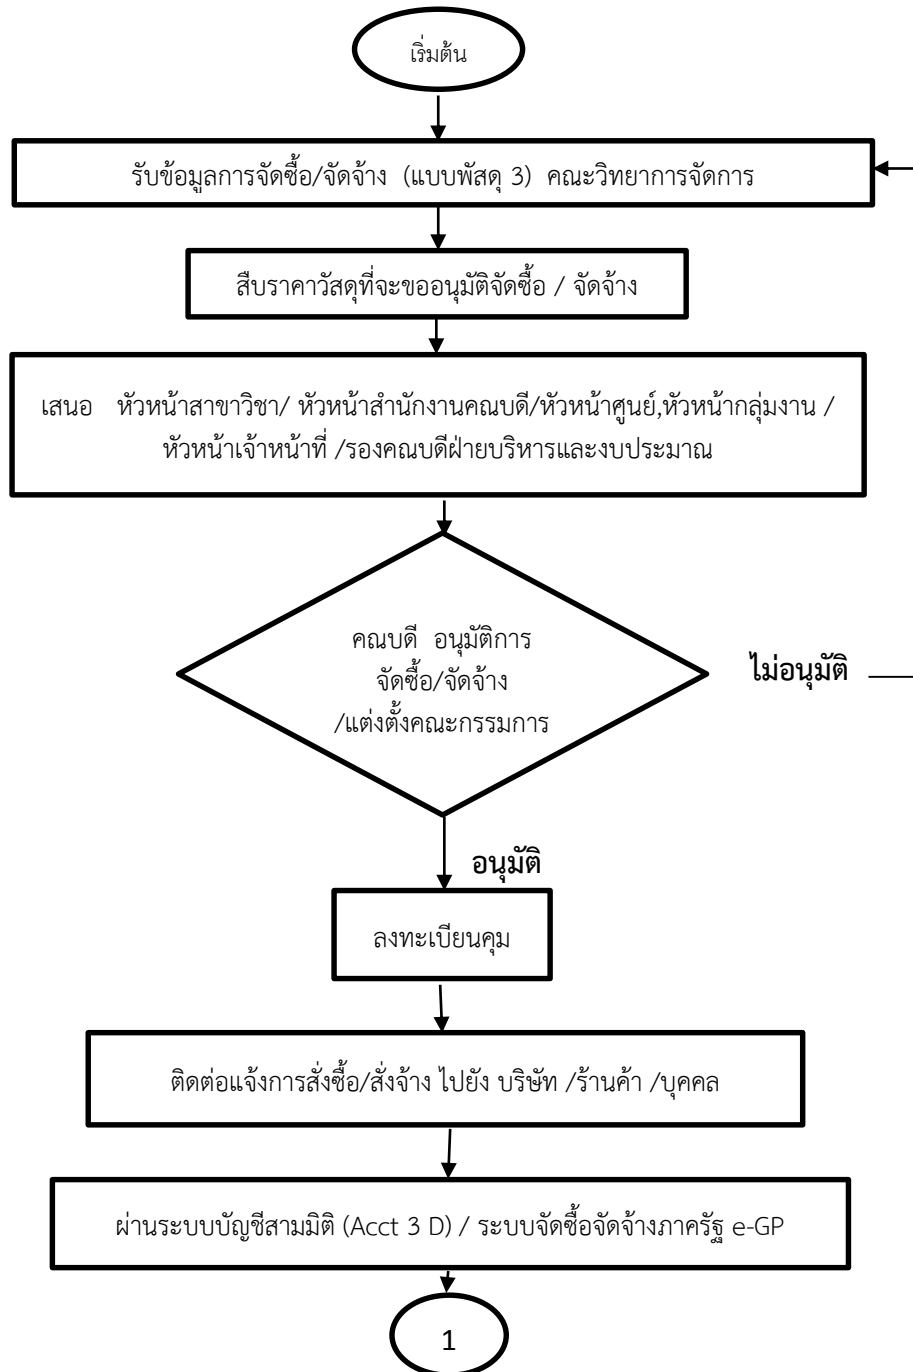 เริ่มต้น
รับข้อมูลการจัดซื้อ/จัดจ้าง (แบบพัสดุ 3) คณะวิทยาการจัดการ
สืบราคาวัสดุที่จะขออนุมัติจัดซื้อ / จัดจ้าง
เสนอ หัวหน้าสาขาวิชา/ หัวหน้าสำนักงานคณบดี/หัวหน้าศูนย์,หัวหน้ากลุ่มงาน /
หัวหน้าเจ้าหน้าที่ /รองคณบดีฝ่ายบริหารและงบประมาณ
คณบดี อนุมัติการ
จัดซื้อ/จัดจ้าง
/แต่งตั้งคณะกรรมการ
ไม่อนุมัติ
อนุมัติ
ลงทะเบียนคุม
ติดต่อแจ้งการสั่งซื้อ/สั่งจ้าง ไปยัง บริษัท /ร้านค้า /บุคคล
ผ่านระบบบัญชีสามมิติ (Acct 3 D) / ระบบจัดซื้อจัดจ้างภาครัฐ e-GP
1